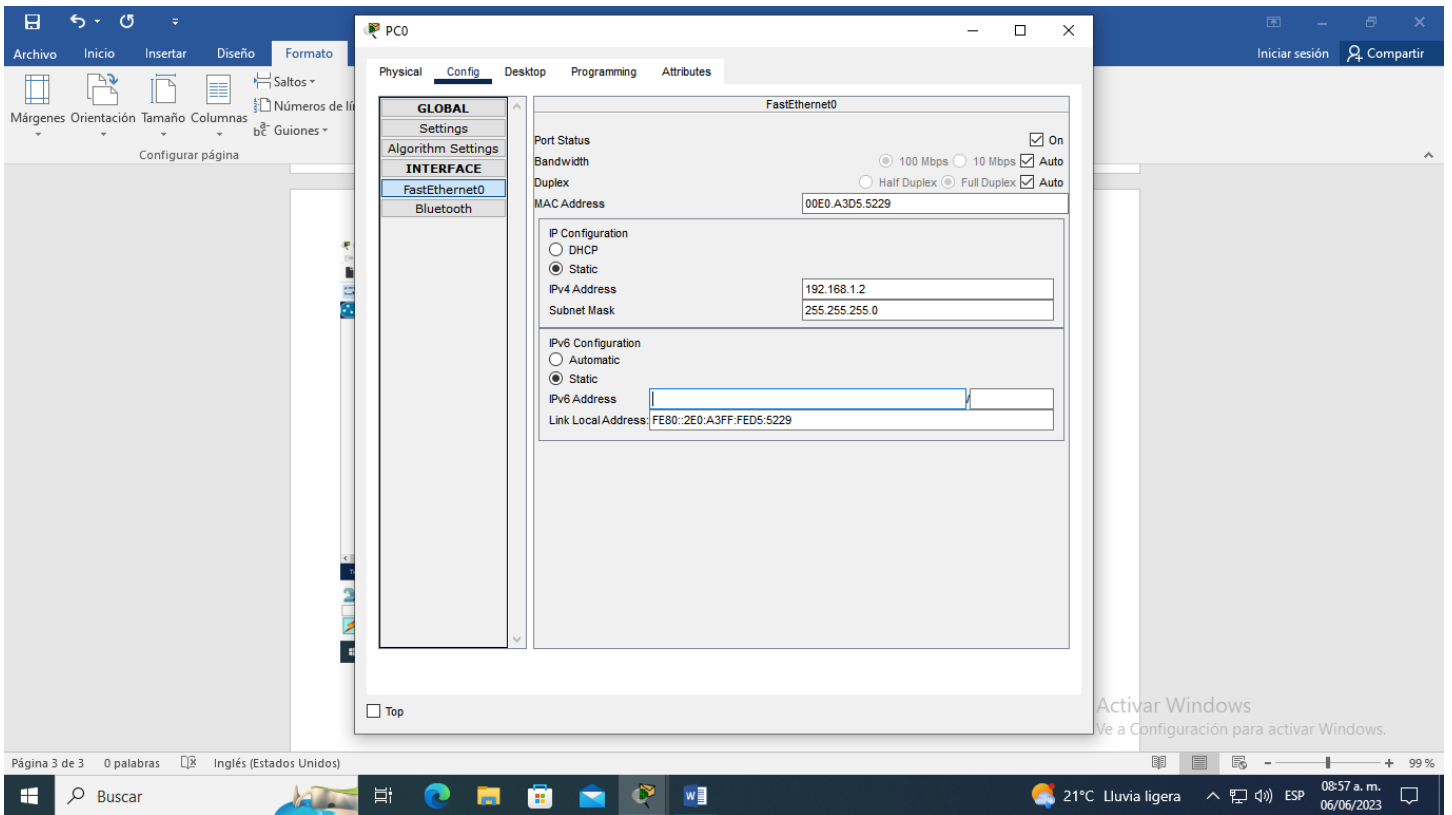 PC0
Archivo Inicio Insertar Diseño Formato Iniciar sesión Compartir
Physical Config Desktop Programming Attributes
Saltos
Números de lí
Guiones
Márgenes Orientación Tamaño Columnas
Configurar página
GLOBAL
Settings
Algorithm Settings
INTERFACE
FastEthernet0
Bluetooth
FastEthernet0
Port Status On
Bandwidth 100 Mbps 10 Mbps Auto
Duplex Half Duplex Full Duplex Auto
MAC Address 00E0.A3D5.5229
IP Configuration
DHCP
Static
IPv4 Address 192.168.1.2
Subnet Mask 255.255.255.0
IPv6 Configuration
Automatic
Static
IPv6 Address /
Link Local Address: FE80::2E0:A3FF:FED5:5229
Top
Activar Windows
Ve a Configuración para activar Windows.
Página 3 de 3 0 palabras Inglés (Estados Unidos) - + 99 %
Buscar 21°C Lluvia ligera ESP 08:57 a. m.
06/06/2023